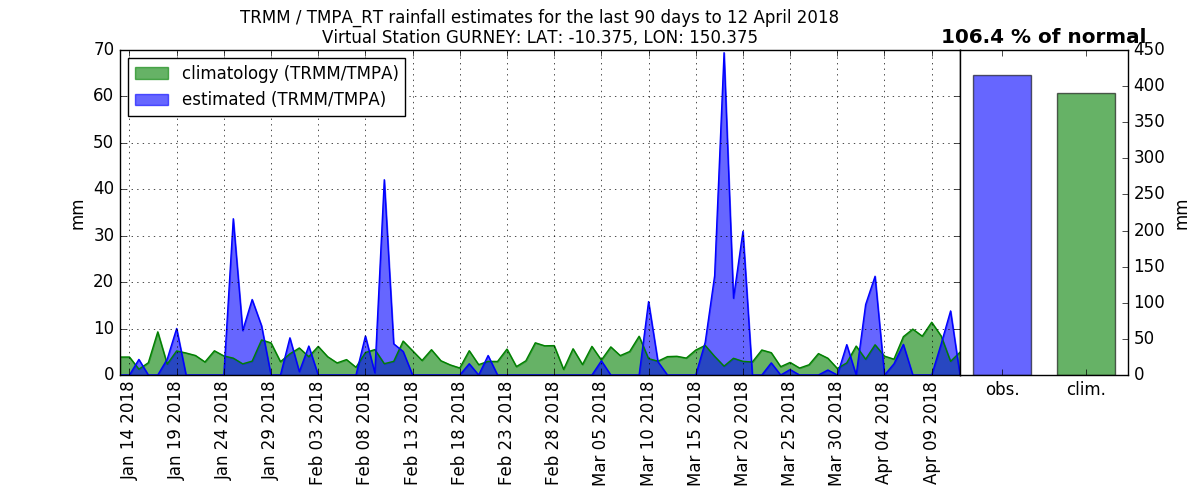 TRMM / TMPA_RT rainfall estimates for the last 90 days to 12 April 2018
Virtual Station GURNEY: LAT: -10.375, LON: 150.375
106.4 % of normal
climatology (TRMM/TMPA)
estimated (TRMM/TMPA)
70
60
50
40
30
20
10
0
mm
450
400
350
300
250
200
150
100
50
0
mm
Jan 14 2018
Jan 19 2018
Jan 24 2018
Jan 29 2018
Feb 03 2018
Feb 08 2018
Feb 13 2018
Feb 18 2018
Feb 23 2018
Feb 28 2018
Mar 05 2018
Mar 10 2018
Mar 15 2018
Mar 20 2018
Mar 25 2018
Mar 30 2018
Apr 04 2018
Apr 09 2018
obs.
clim.